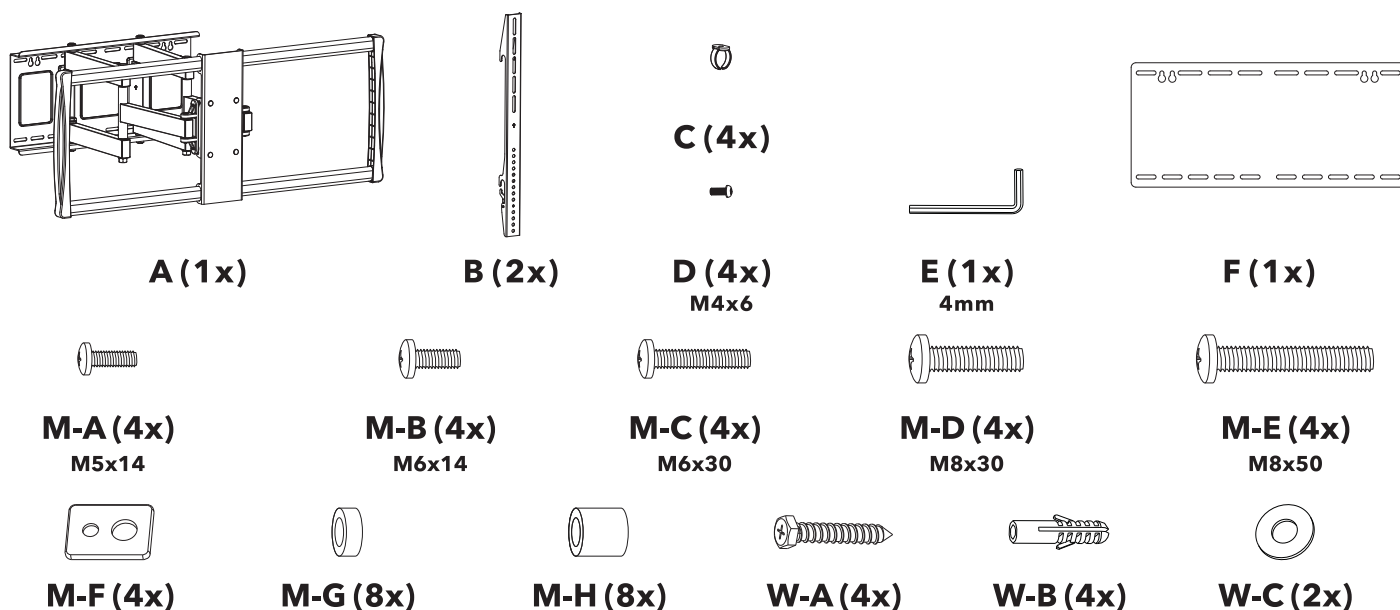 C (4x)
A (1x) B (2x) D (4x) E (1x) F (1x)
M4x6 4mm
M-A (4x) M-B (4x) M-C (4x) M-D (4x) M-E (4x)
M5x14 M6x14 M6x30 M8x30 M8x50
M-F (4x) M-G (8x) M-H (8x) W-A (4x) W-B (4x) W-C (2x)